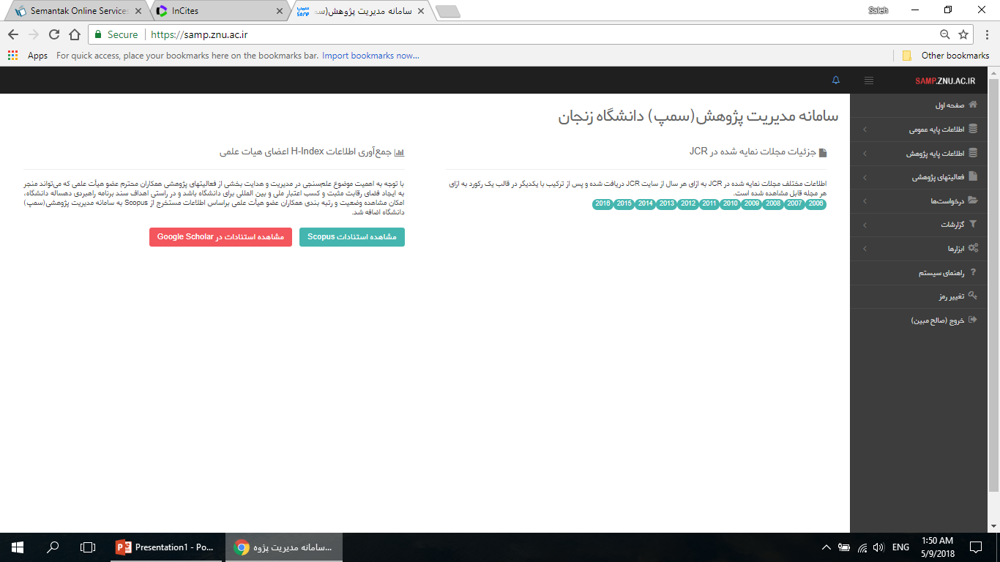 Semantak Online Services
InCites
سامانه مدیریت پژوهش(سم
سمپ
SAMP
Saleh
Secure
https://samp.znu.ac.ir
Apps
For quick access, place your bookmarks here on the bookmarks bar. Import bookmarks now...
Other bookmarks
SAMP.ZNU.AC.IR
صفحه اول
اطلاعات پایه عمومی
اطلاعات پایه پژوهش
فعالیتهای پژوهشی
درخواست‌ها
گزارشات
ابزارها
راهنمای سیستم
تغییر رمز
خروج (صالح مبین)
سامانه مدیریت پژوهش(سمپ) دانشگاه زنجان
جزئیات مجلات نمایه شده در JCR
اطلاعات مختلف مجلات نمایه شده در JCR به ازای هر سال از سایت JCR دریافت شده و پس از ترکیب با یکدیگر در قالب یک رکورد به ازای
هر مجله قابل مشاهده شده است.
2016 2015 2014 2013 2012 2011 2010 2009 2008 2007 2006
جمع‌آوری اطلاعات H-Index اعضای هیات علمی
با توجه به اهمیت موضوع علم‌سنجی در مدیریت و هدایت بخشی از فعالیتهای پژوهشی همکاران محترم عضو هیأت علمی که می‌تواند منجر
به ایجاد فضای رقابت مثبت و کسب اعتبار ملی و بین المللی برای دانشگاه باشد و در راستی اهداف سند برنامه راهبردی دهساله دانشگاه،
امکان مشاهده وضعیت و رتبه بندی همکاران عضو هیأت علمی براساس اطلاعات مستخرج از Scopus به سامانه مدیریت پژوهشی(سمپ)
دانشگاه اضافه شد.
مشاهده استنادات Scopus
مشاهده استنادات در Google Scholar
Presentation1 - Po...
سامانه مدیریت پژوه...
ENG
1:50 AM
5/9/2018